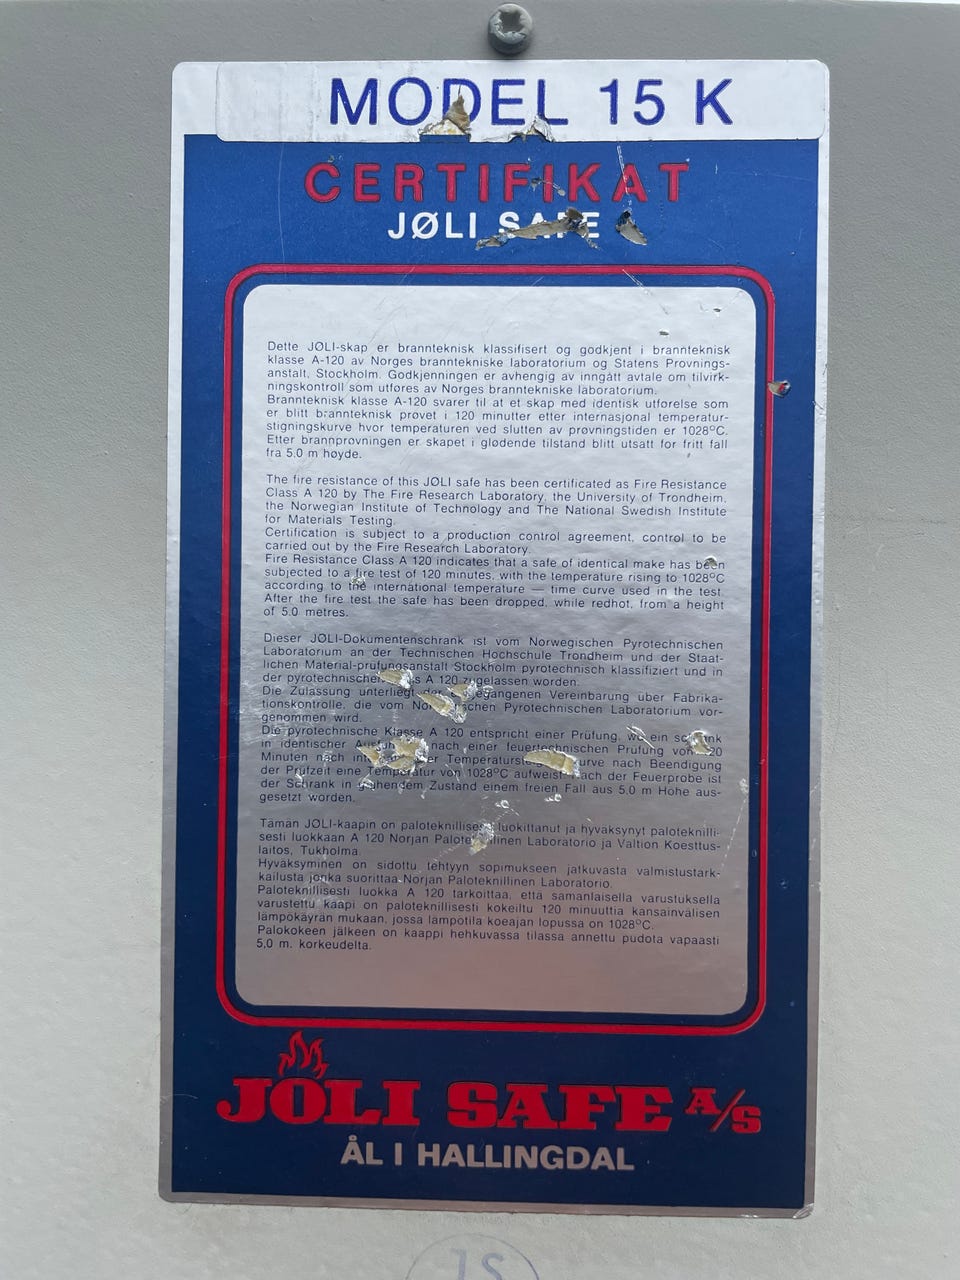 MODEL 15 K
CERTIFIKAT
JØLI SAFE
Dette JØLI-skap er brannteknisk klassifisert og godkjent i brannteknisk
klasse A-120 av Norges branntekniske laboratorium og Statens Provnings-
anstalt, Stockholm. Godkjenningen er avhengig av inngått avtale om tilvirk-
ningskontroll som utføres av Norges branntekniske laboratorium.
Brannteknisk klasse A-120 svarer til at et skap med identisk utførelse som
er blitt brannteknisk prøvet i 120 minutter etter internasjonal temperatur-
stigningskurve hvor temperaturen ved slutten av prøvningstiden er 1028°C.
Etter brannprøvningen er skapet i glødende tilstand blitt utsatt for fritt fall
fra 5.0 m høyde.
The fire resistance of this JØLI safe has been certificated as Fire Resistance
Class A 120 by The Fire Research Laboratory, the University of Trondheim,
the Norwegian Institute of Technology and The National Swedish Institute
for Materials Testing.
Certification is subject to a production control agreement, control to be
carried out by the Fire Research Laboratory.
Fire Resistance Class A 120 indicates that a safe of identical make has been
subjected to a fire test of 120 minutes, with the temperature rising to 1028°C
according to the international temperature — time curve used in the test.
After the fire test the safe has been dropped, while redhot, from a height
of 5.0 metres.
Dieser JØLI-Dokumentenschrank ist vom Norwegischen Pyrotechnischen
Laboratorium an der Technischen Hochschule Trondheim und der Staat-
lichen Material-prüfungsanstalt Stockholm pyrotechnisch klassifiziert und in
der pyrotechnischen A 120 zugelassen worden.
Die Zulassung unterliegt der Vereinbarung über Fabrika-
tionskontrolle, die vom Pyrotechnischen Laboratorium vor-
genommen wird.
Die pyrotechnische Klasse A 120 entspricht einer Prüfung, wo ein schrank
in identischer nach einer feuertechnischen Prüfung von
Minuten nach nach Beendigung
der Prüfzeit eine Temperatur von 1028°C aufweist. Nach der Feuerprobe ist
der Schrank in glühendem Zustand einem freien Fall aus 5.0 m Höhe aus-
gesetzt worden.
Tämän JØLI-kaapin on paloteknillisesti luokittanut ja hyväksynyt paloteknilli-
sesti luokkaan A 120 Norjan Paloteknillinen Laboratorio ja Valtion Koesttus-
laitos, Tukholma.
Hyväksyminen on sidottu tehtyyn sopimukseen jatkuvasta valmistustark-
kailusta jonka suorittaa Norjan Paloteknillinen Laboratorio.
Paloteknillisesti luokka A 120 tarkoittaa, että samanlaisella varustuksella
varustettu kaapi on paloteknillisesti kokeiltu 120 minuuttia kansainvälisen
lämpökäyrän mukaan, jossa lämpötila koeajan lopussa on 1028°C.
Palokokeen jälkeen on kaappi hehkuvassa tilassa annettu pudota vapaasti
5,0 m. korkeudelta.
JØLI SAFE A/S
ÅL I HALLINGDAL